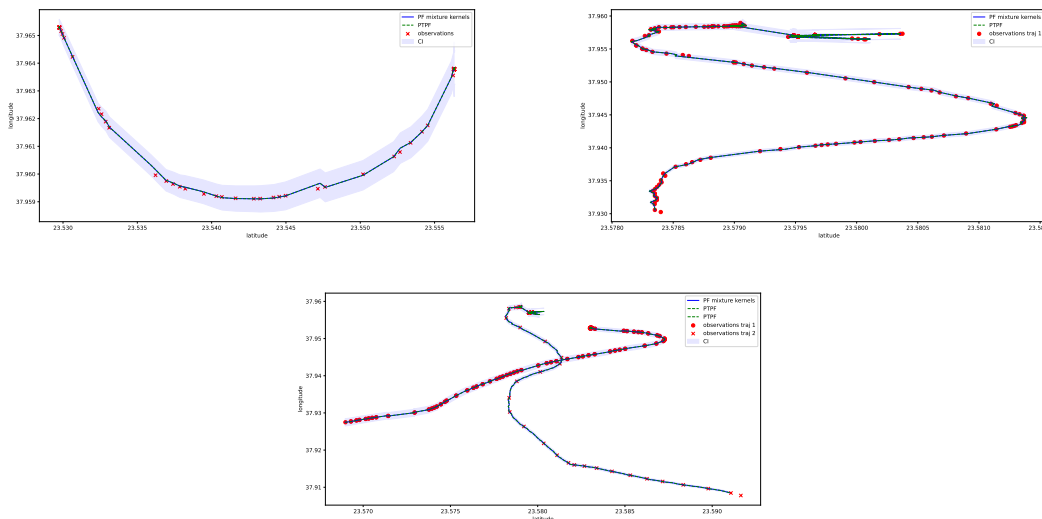 PF mixture kernels
PTPF
observations
CI
37.965
37.964
37.963
37.962
37.961
37.960
37.959
longitude
23.530
23.535
23.540
23.545
23.550
23.555
latitude
PF mixture kernels
PTPF
observations traj 1
CI
37.960
37.955
37.950
37.945
37.940
37.935
37.930
longitude
23.5780
23.5785
23.5790
23.5795
23.5800
23.5805
23.5810
latitude
PF mixture kernels
PTPF
PTPF
observations traj 1
observations traj 2
CI
37.96
37.95
37.94
37.93
37.92
37.91
longitude
23.570
23.575
23.580
23.585
23.590
latitude